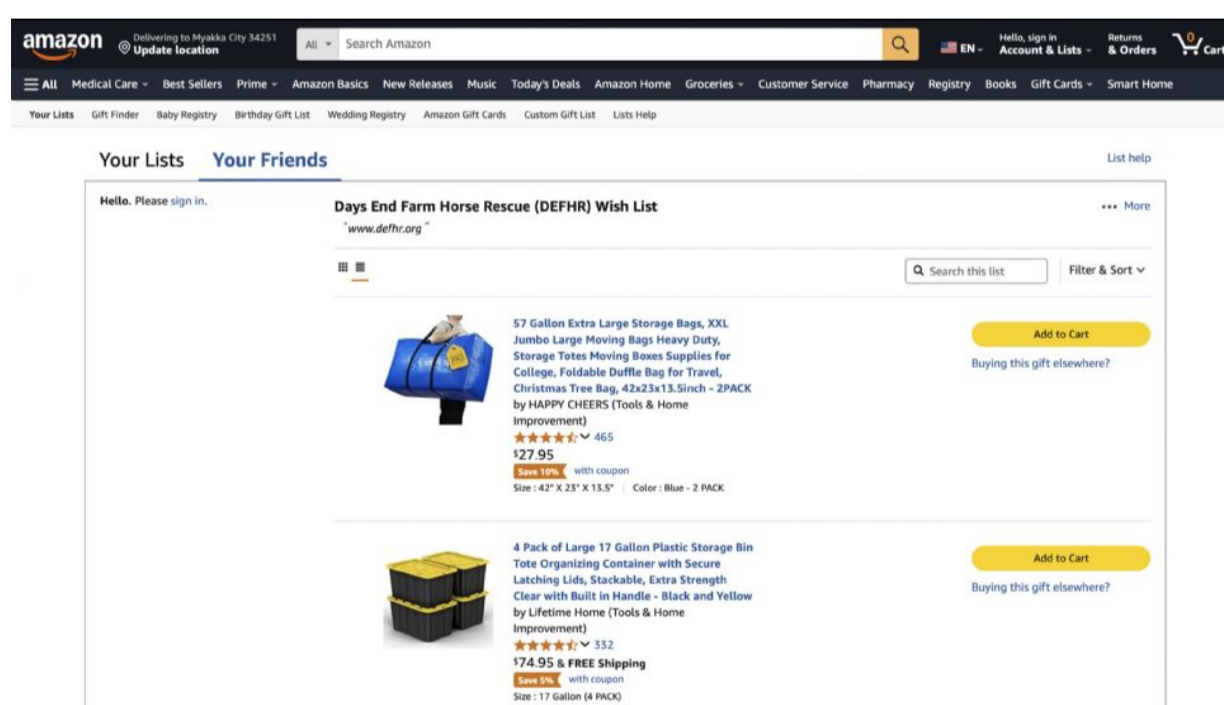 amazon
Delivering to Myakka City 34251
Update location
All
Search Amazon
EN
Hello, sign in
Account & Lists
Returns
& Orders
0
Cart
All
Medical Care
Best Sellers
Prime
Amazon Basics
New Releases
Music
Today's Deals
Amazon Home
Groceries
Customer Service
Pharmacy
Registry
Books
Gift Cards
Smart Home
Your Lists
Gift Finder
Baby Registry
Birthday Gift List
Wedding Registry
Amazon Gift Cards
Custom Gift List
Lists Help
Your Lists
Your Friends
List help
Hello. Please sign in.
Days End Farm Horse Rescue (DEFHR) Wish List
More
"www.defhr.org"
Search this list
Filter & Sort
57 Gallon Extra Large Storage Bags, XXL
Jumbo Large Moving Bags Heavy Duty,
Storage Totes Moving Boxes Supplies for
College, Foldable Duffle Bag for Travel,
Christmas Tree Bag, 42x23x13.5inch - 2PACK
by HAPPY CHEERS (Tools & Home
Improvement)
465
$27.95
Save 10% with coupon
Size : 42" X 23" X 13.5" | Color : Blue - 2 PACK
Add to Cart
Buying this gift elsewhere?
4 Pack of Large 17 Gallon Plastic Storage Bin
Tote Organizing Container with Secure
Latching Lids, Stackable, Extra Strength
Clear with Built in Handle - Black and Yellow
by Lifetime Home (Tools & Home
Improvement)
332
$74.95 & FREE Shipping
Save 5% with coupon
Size : 17 Gallon (4 PACK)
Add to Cart
Buying this gift elsewhere?